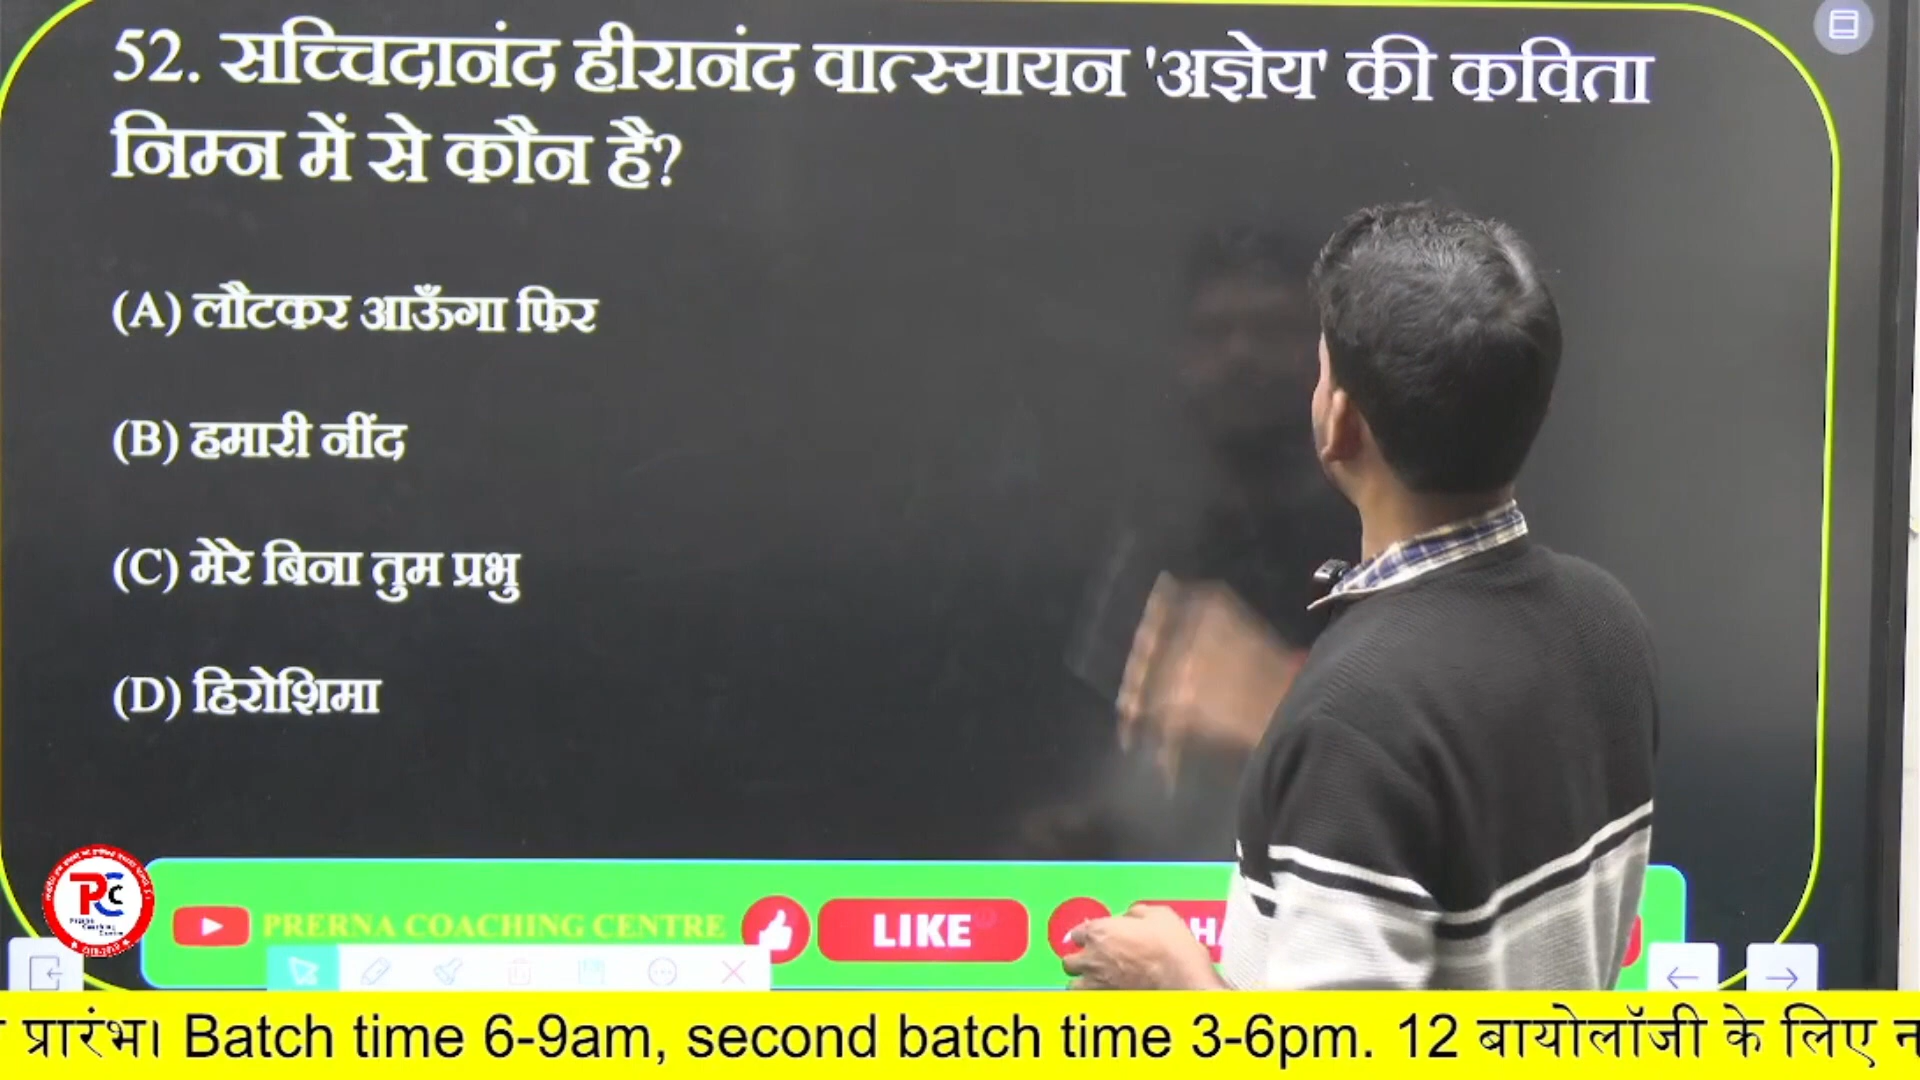 52. सच्चिदानंद हीरानंद वात्स्यायन 'अज्ञेय' की कविता
निम्न में से कौन है?
(A) लौटकर आऊँगा फिर
(B) हमारी नींद
(C) मेरे बिना तुम प्रभु
(D) हिरोशिमा
PRERNA COACHING CENTRE
LIKE
प्रारंभ। Batch time 6-9am, second batch time 3-6pm. 12 बायोलॉजी के लिए